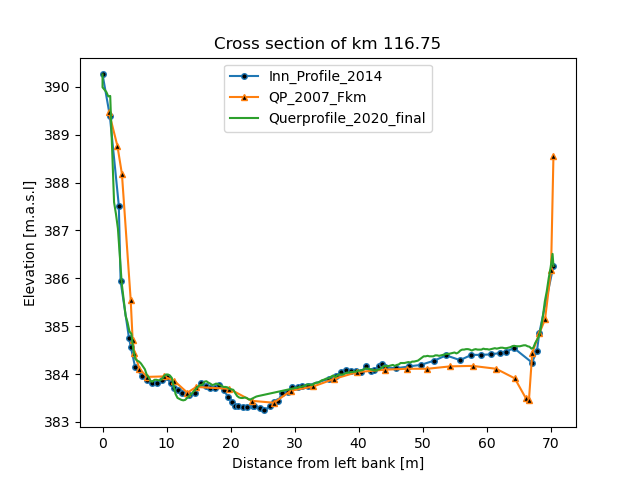 Cross section of km 116.75
Inn_Profile_2014
QP_2007_Fkm
Querprofile_2020_final
Elevation [m.a.s.l]
390
389
388
387
386
385
384
383
0 10 20 30 40 50 60 70
Distance from left bank [m]